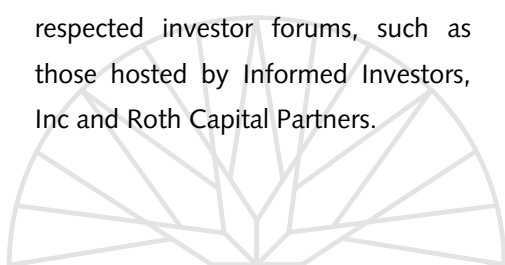 respected investor forums, such as
those hosted by Informed Investors,
Inc and Roth Capital Partners.